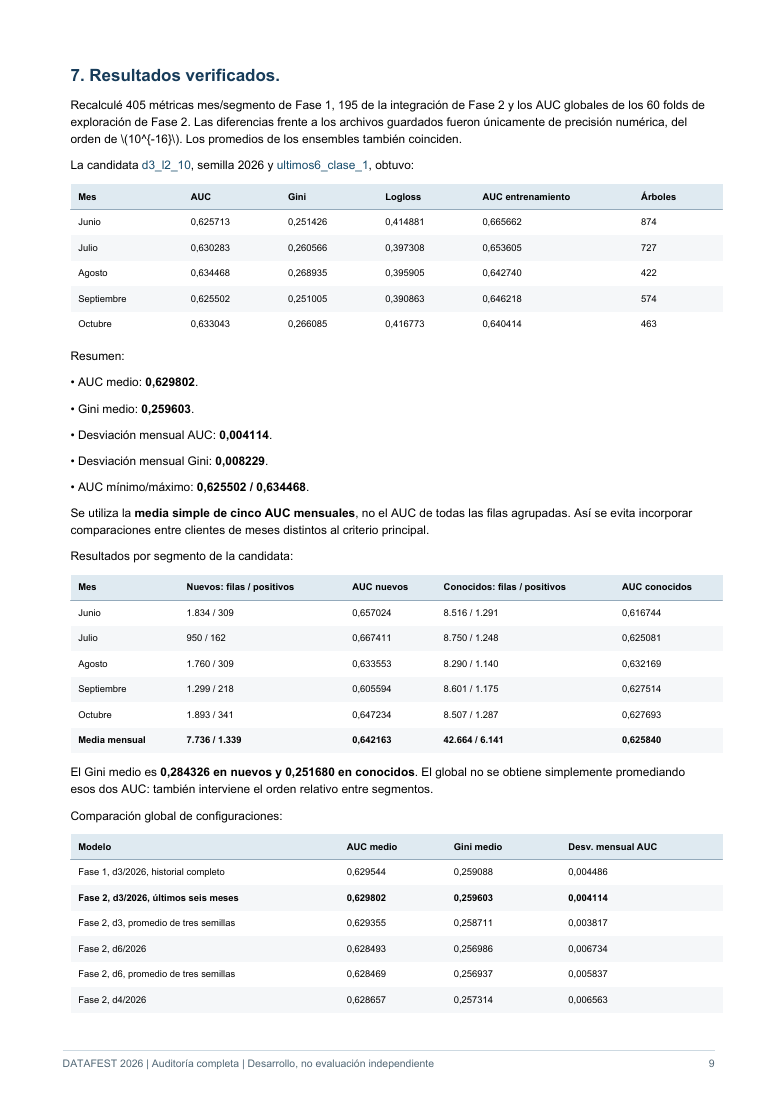 7. Resultados verificados.
Recalculé 405 métricas mes/segmento de Fase 1, 195 de la integración de Fase 2 y los AUC globales de los 60 folds de
exploración de Fase 2. Las diferencias frente a los archivos guardados fueron únicamente de precisión numérica, del
orden de \(10^{-16}\). Los promedios de los ensembles también coinciden.
La candidata d3_l2_10, semilla 2026 y ultimos6_clase_1, obtuvo:
Mes AUC Gini Logloss AUC entrenamiento Árboles
Junio 0,625713 0,251426 0,414881 0,665662 874
Julio 0,630283 0,260566 0,397308 0,653605 727
Agosto 0,634468 0,268935 0,395905 0,642740 422
Septiembre 0,625502 0,251005 0,390863 0,646218 574
Octubre 0,633043 0,266085 0,416773 0,640414 463
Resumen:
• AUC medio: 0,629802.
• Gini medio: 0,259603.
• Desviación mensual AUC: 0,004114.
• Desviación mensual Gini: 0,008229.
• AUC mínimo/máximo: 0,625502 / 0,634468.
Se utiliza la media simple de cinco AUC mensuales, no el AUC de todas las filas agrupadas. Así se evita incorporar
comparaciones entre clientes de meses distintos al criterio principal.
Resultados por segmento de la candidata:
Mes Nuevos: filas / positivos AUC nuevos Conocidos: filas / positivos AUC conocidos
Junio 1.834 / 309 0,657024 8.516 / 1.291 0,616744
Julio 950 / 162 0,667411 8.750 / 1.248 0,625081
Agosto 1.760 / 309 0,633553 8.290 / 1.140 0,632169
Septiembre 1.299 / 218 0,605594 8.601 / 1.175 0,627514
Octubre 1.893 / 341 0,647234 8.507 / 1.287 0,627693
Media mensual 7.736 / 1.339 0,642163 42.664 / 6.141 0,625840
El Gini medio es 0,284326 en nuevos y 0,251680 en conocidos. El global no se obtiene simplemente promediando
esos dos AUC: también interviene el orden relativo entre segmentos.
Comparación global de configuraciones:
Modelo AUC medio Gini medio Desv. mensual AUC
Fase 1, d3/2026, historial completo 0,629544 0,259088 0,004486
Fase 2, d3/2026, últimos seis meses 0,629802 0,259603 0,004114
Fase 2, d3, promedio de tres semillas 0,629355 0,258711 0,003817
Fase 2, d6/2026 0,628493 0,256986 0,006734
Fase 2, d6, promedio de tres semillas 0,628469 0,256937 0,005837
Fase 2, d4/2026 0,628657 0,257314 0,006563
DATAFEST 2026 | Auditoría completa | Desarrollo, no evaluación independiente 9